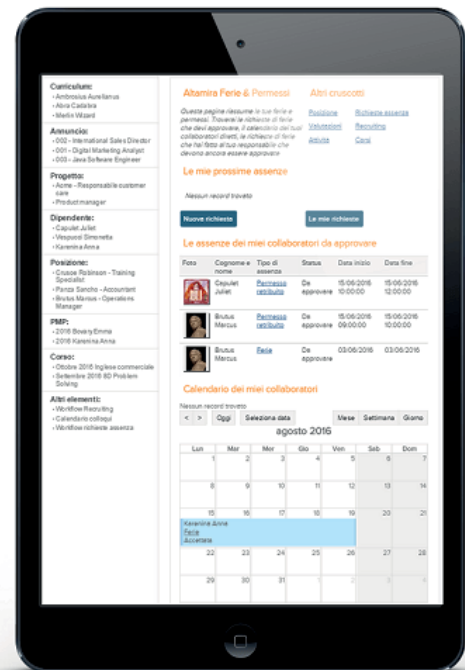 Curriculum:
Ambrosius Aurelianus
Abra Cadabra
Merlin Wizard
Annuncio:
002 - International Sales Director
001 - Digital Marketing Analyst
003 - Java Software Engineer
Progetto:
Acme - Responsabile customer
care
Product manager
Dipendente:
Capulet Juliet
Vespucci Simonetta
Karenina Anna
Posizione:
Crusoe Robinson - Training
Specialist
Panza Sancho - Accountant
Brutus Marcus - Operations
Manager
PMP:
2016 Bovary Emma
2016 Karenina Anna
Corso:
Ottobre 2016 Inglese commerciale
Settembre 2016 8D Problem
Solving
Altri elementi:
Workflow Recruiting
Calendario colloqui
Workflow richieste assenza
Altamira Ferie & Permessi
Questa pagina riassume le tue ferie e
permessi. Troverai le richieste di ferie
che devi approvare, il calendario dei tuoi
collaboratori diretti, le richieste di ferie
che hai fatto al tuo responsabile che
devono ancora essere approvate
Altri cruscotti
Posizione Richieste assenza
Valutazioni Recruiting
Attività Corsi
Le mie prossime assenze
Nessun record trovato
Nuove richieste Le mie richieste
Le assenze dei miei collaboratori da approvare
Foto Cognome e nome Tipo di assenza Status Data inizio Data fine
Capulet Juliet Permesso retribuito Da approvare 15/06/2016 10:00:00 15/06/2016 12:00:00
Brutus Marcus Permesso retribuito Da approvare 15/06/2016 09:00:00 15/06/2016 10:00:00
Brutus Marcus Ferie Da approvare 03/06/2016 03/06/2016
Calendario dei miei collaboratori
Nessun record trovato
< > Oggi Seleziona data Mese Settimana Giorno
agosto 2016
Lun Mar Mer Gio Ven Sab Dom
1 2 3 4 5 6 7
8 9 10 11 12 13 14
15 16 17 18 19 20 21
Karenina Anna
Ferie
Accettata
22 23 24 25 26 27 28
29 30 31 1 2 3 4